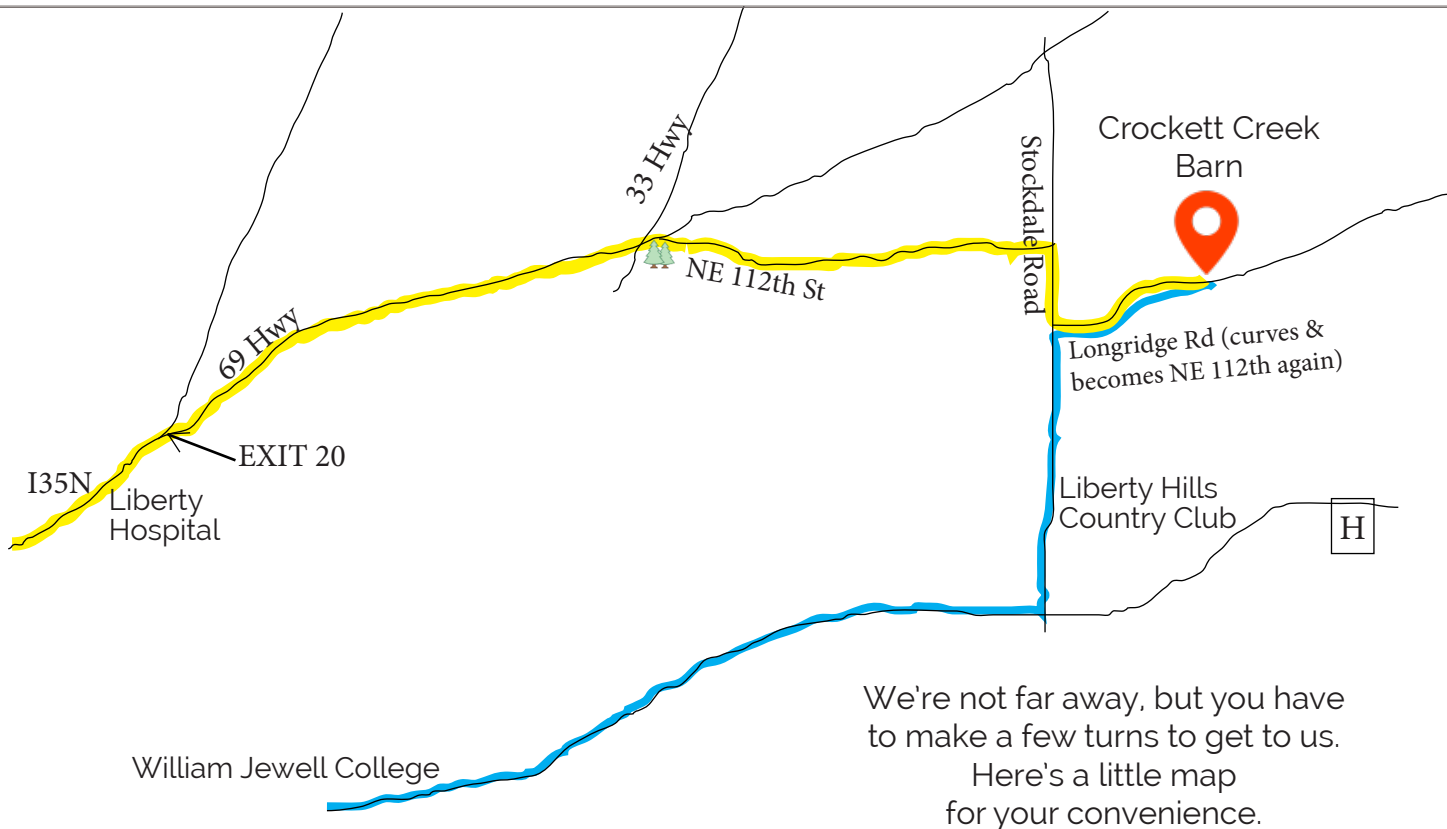 33 Hwy
Crockett Creek
Barn
Stockdale Road
NE 112th St
69 Hwy
Longridge Rd (curves &
becomes NE 112th again)
EXIT 20
I35N
Liberty
Hospital
Liberty Hills
Country Club
H
We're not far away, but you have
to make a few turns to get to us.
Here's a little map
for your convenience.
William Jewell College